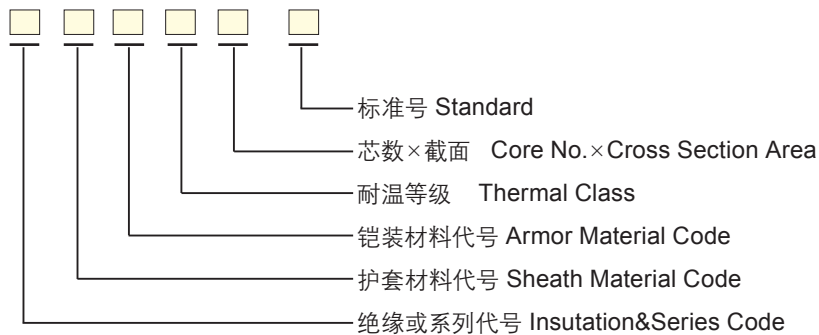 标准号 Standard
芯数×截面 Core No.×Cross Section Area
耐温等级 Thermal Class
铠装材料代号 Armor Material Code
护套材料代号 Sheath Material Code
绝缘或系列代号 Insutation&Series Code